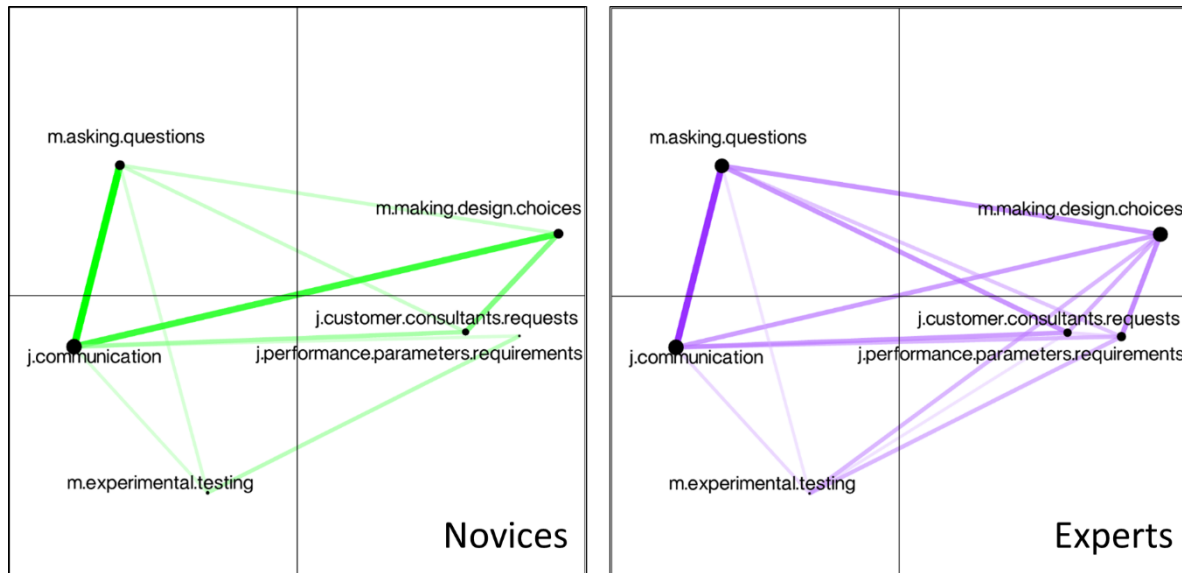 m.asking.questions
m.making.design.choices
j.customer.consultants.requests
j.communication
j.performance.parameters.requirements
m.experimental.testing
Novices
m.asking.questions
m.making.design.choices
j.customer.consultants.requests
j.communication
j.performance.parameters.requirements
m.experimental.testing
Experts